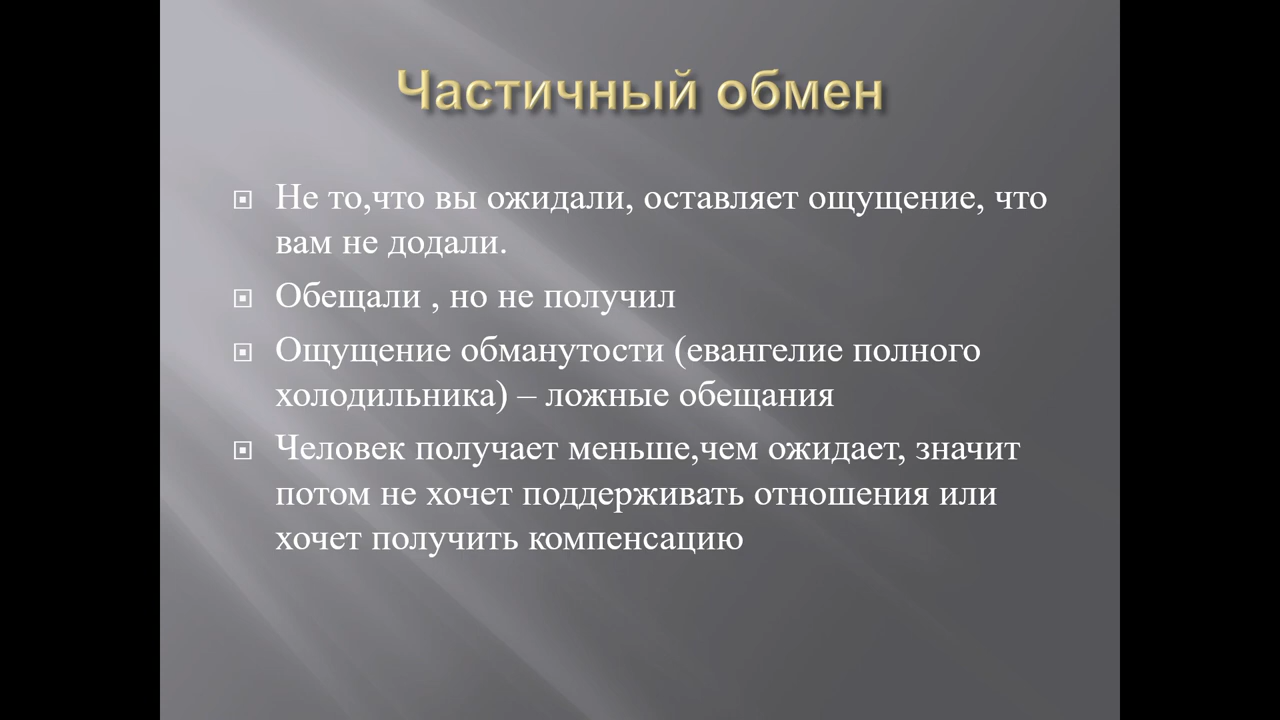 Частичный обмен
Не то,что вы ожидали, оставляет ощущение, что
вам не додали.
Обещали , но не получил
Ощущение обманутости (евангелие полного
холодильника) – ложные обещания
Человек получает меньше,чем ожидает, значит
потом не хочет поддерживать отношения или
хочет получить компенсацию